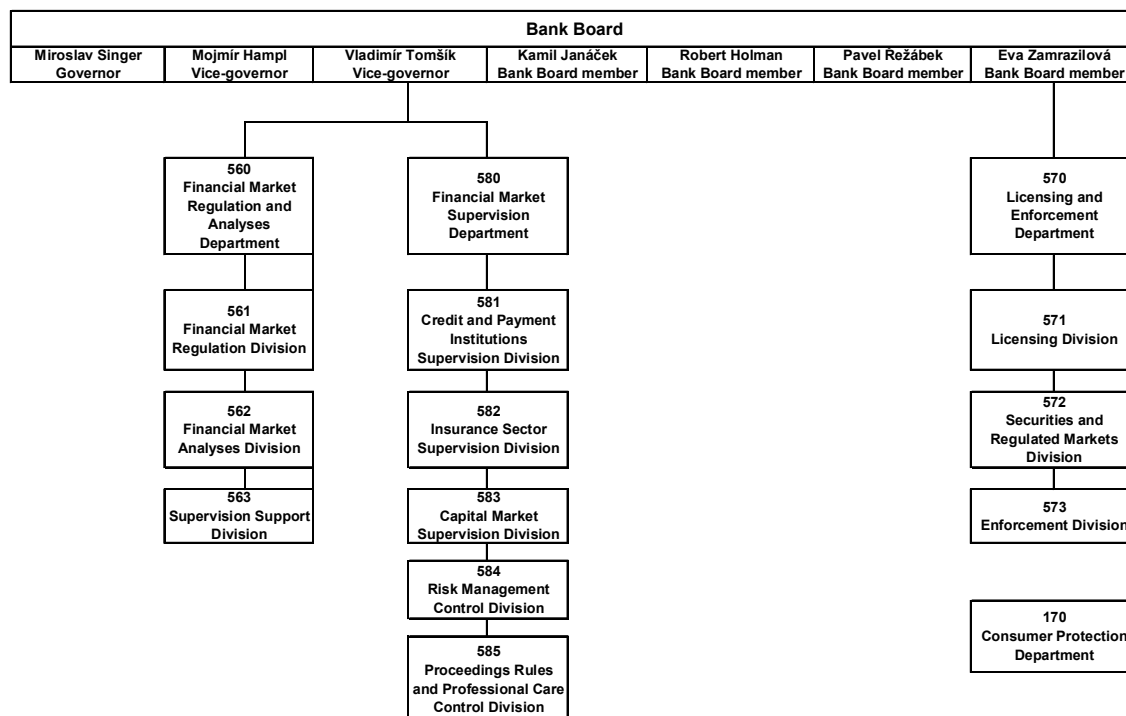 Bank Board
Miroslav Singer
Governor
Mojmír Hampl
Vice-governor
Vladimír Tomšík
Vice-governor
Kamil Janáček
Bank Board member
Robert Holman
Bank Board member
Pavel Řežábek
Bank Board member
Eva Zamrazilová
Bank Board member
560
Financial Market
Regulation and
Analyses
Department
580
Financial Market
Supervision
Department
570
Licensing and
Enforcement
Department
561
Financial Market
Regulation Division
581
Credit and Payment
Institutions
Supervision Division
571
Licensing Division
562
Financial Market
Analyses Division
582
Insurance Sector
Supervision Division
572
Securities and
Regulated Markets
Division
563
Supervision Support
Division
583
Capital Market
Supervision Division
573
Enforcement Division
584
Risk Management
Control Division
170
Consumer Protection
Department
585
Proceedings Rules
and Professional Care
Control Division